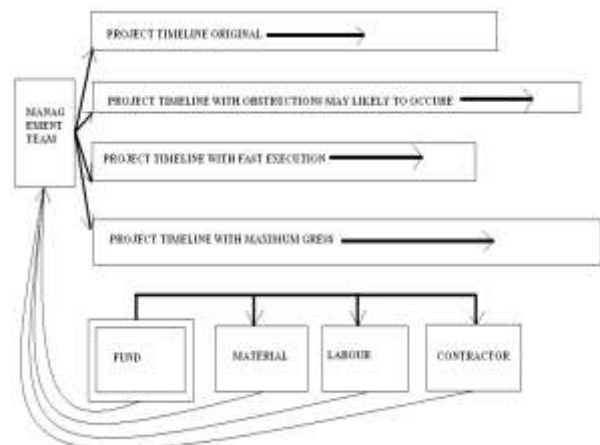 PROJECT TIMELINE ORIGINAL
PROJECT TIMELINE WITH OBSTRUCTIONS MAY LIKELY TO OCCURE
MANAG
EMENT
TEAM
PROJECT TIMELINE WITH FAST EXECUTION
PROJECT TIMELINE WITH MAXIMUM GRESS
FUND
MATERIAL
LABOUR
CONTRACTOR